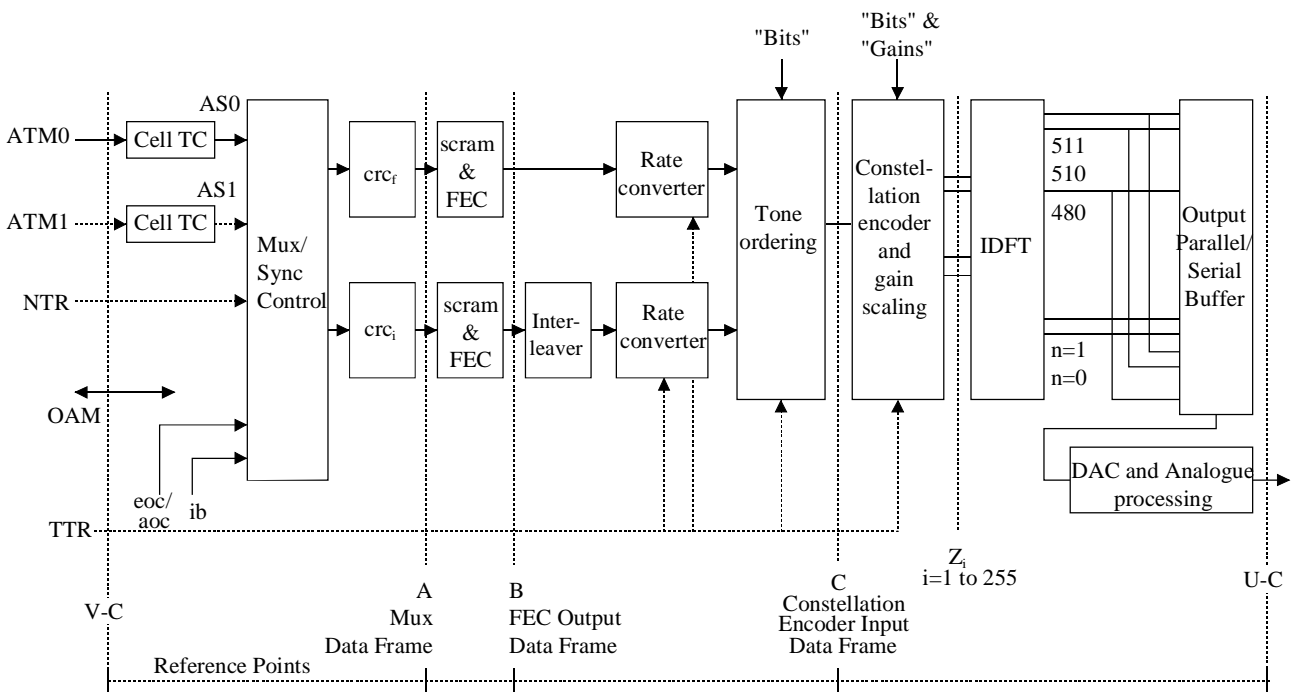 "Bits"
"Bits" &
"Gains"
AS0
ATM0
Cell TC
AS1
ATM1
Cell TC
NTR
OAM
eoc/
aoc
ib
TTR
Mux/
Sync
Control
crcf
crci
scram
&
FEC
scram
&
FEC
Inter-
leaver
Rate
converter
Rate
converter
Tone
ordering
Constel-
lation
encoder
and
gain
scaling
IDFT
511
510
480
n=1
n=0
Output
Parallel/
Serial
Buffer
DAC and Analogue
processing
V-C
A
Mux
Data Frame
B
FEC Output
Data Frame
C
Constellation
Encoder Input
Data Frame
Zi
i=1 to 255
U-C
Reference Points